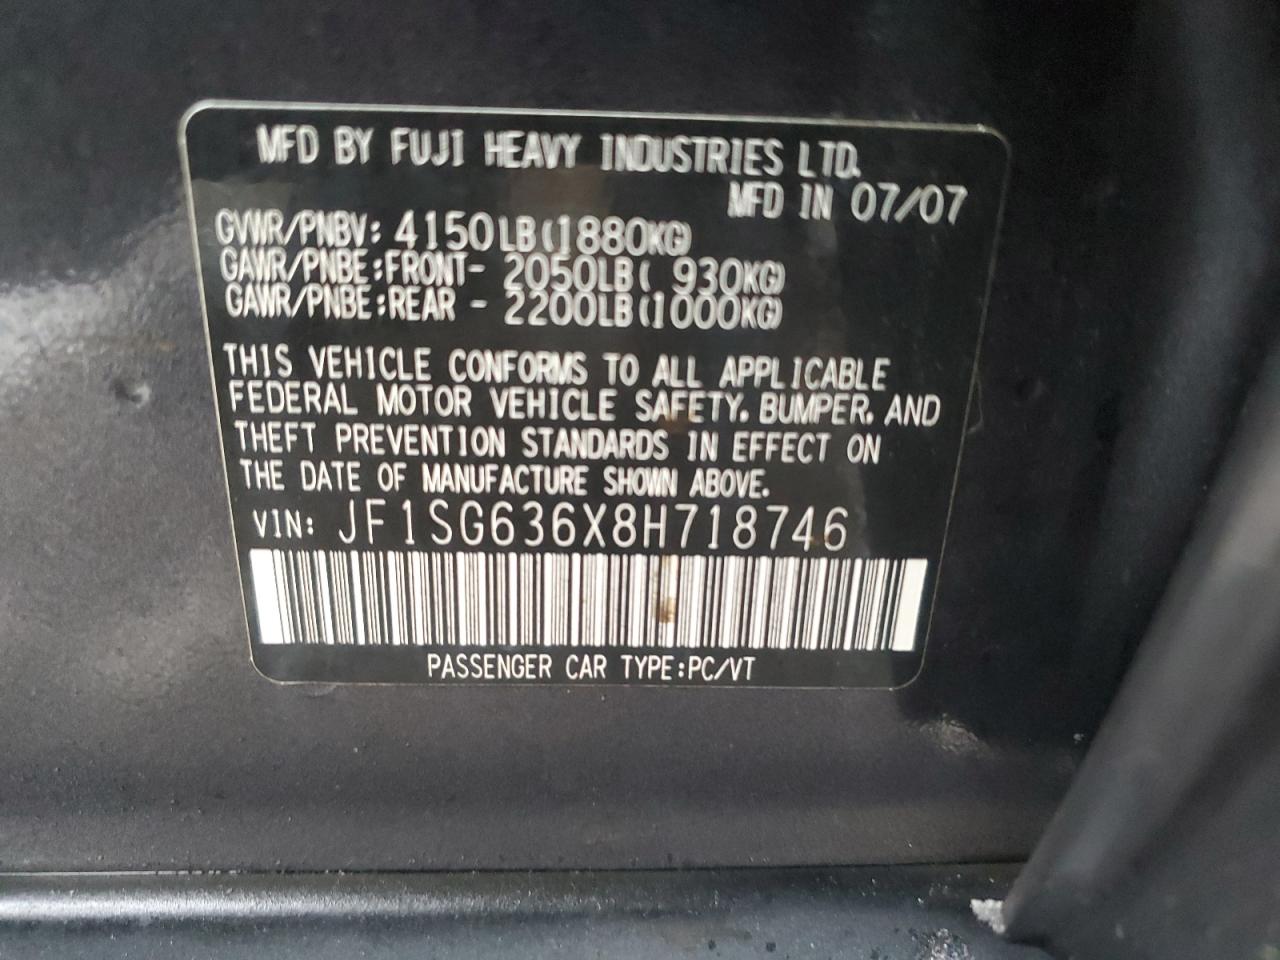 MFD BY FUJI HEAVY INDUSTRIES LTD.
MFD IN 07/07
GVWR/PNBV: 4150LB(1880KG)
GAWR/PNBE:FRONT- 2050LB( 930KG)
GAWR/PNBE:REAR - 2200LB(1000KG)
THIS VEHICLE CONFORMS TO ALL APPLICABLE
FEDERAL MOTOR VEHICLE SAFETY, BUMPER, AND
THEFT PREVENTION STANDARDS IN EFFECT ON
THE DATE OF MANUFACTURE SHOWN ABOVE.
VIN: JF1SG636X8H718746
PASSENGER CAR TYPE:PC/VT